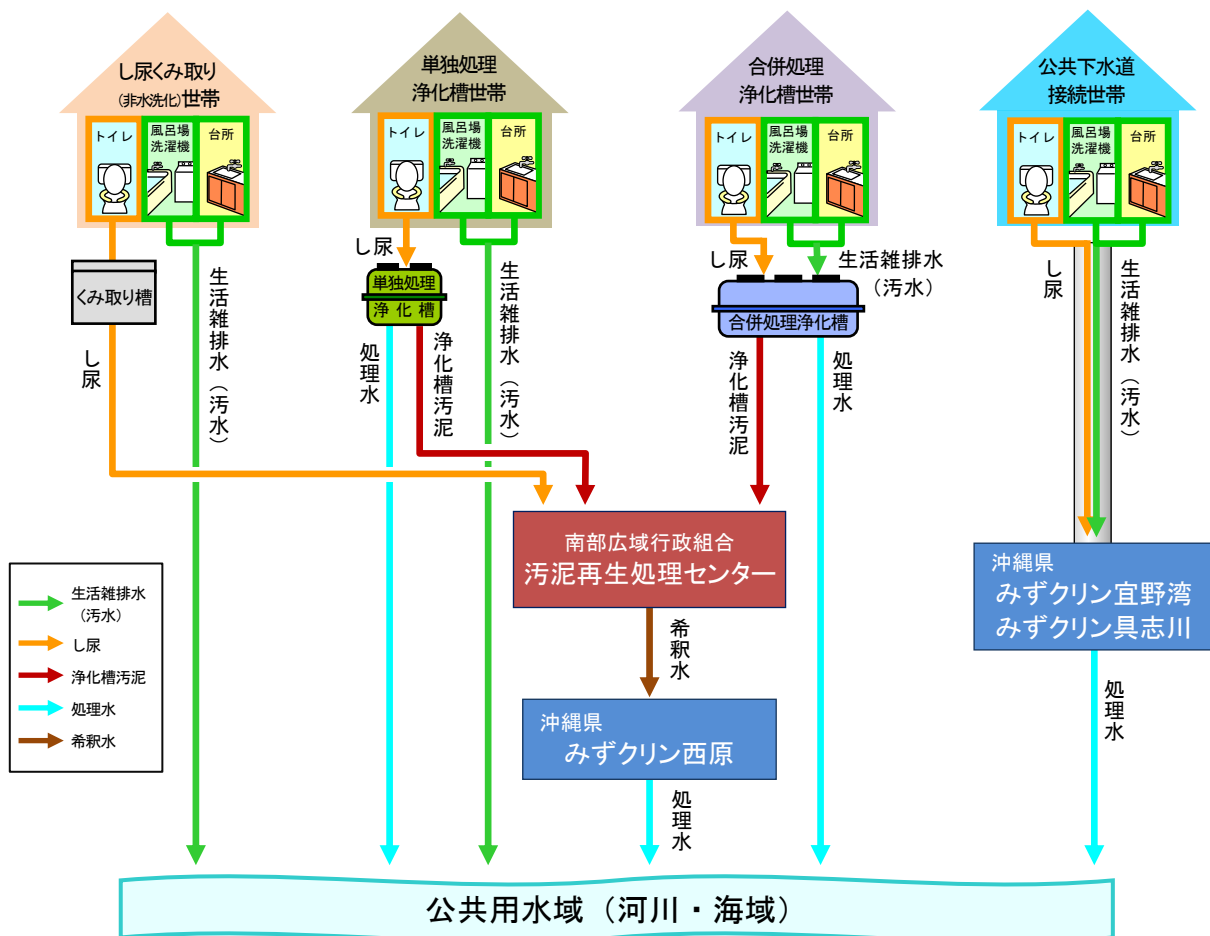 し尿くみ取り
(非水洗化)世帯
トイレ
風呂場
洗濯機
台所
単独処理
浄化槽世帯
トイレ
風呂場
洗濯機
台所
合併処理
浄化槽世帯
トイレ
風呂場
洗濯機
台所
公共下水道
接続世帯
トイレ
風呂場
洗濯機
台所
くみ取り槽
し尿
生活雑排水（汚水）
し尿
単独処理
浄化槽
処理水
浄化槽汚泥
生活雑排水（汚水）
し尿
生活雑排水
（汚水）
合併処理浄化槽
浄化槽汚泥
処理水
し尿
生活雑排水（汚水）
南部広域行政組合
汚泥再生処理センター
希釈水
沖縄県
みずクリン西原
処理水
沖縄県
みずクリン宜野湾
みずクリン具志川
処理水
生活雑排水
（汚水）
し尿
浄化槽汚泥
処理水
希釈水
公共用水域（河川・海域）